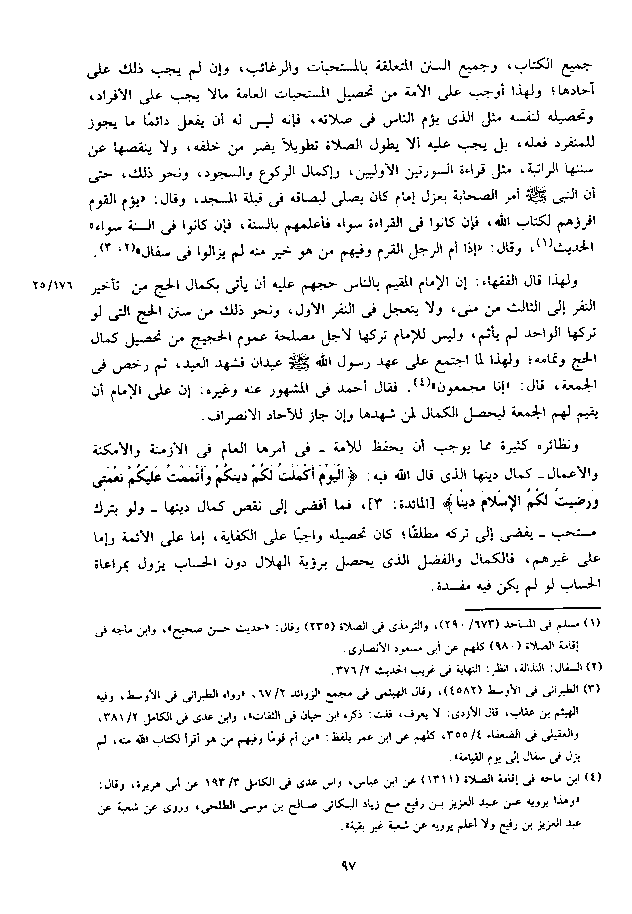 جميع الكتاب، وجميع السنن المتعلقة بالمستحبات والرغائب، وإن لم يجب ذلك على
آحادها؛ ولهذا أوجب على الأمة من تحصيل المستحبات العامة مالا يجب على الأفراد،
وتحصيله لنفسه مثل الذى يؤم الناس فى صلاته، فإنه ليس له أن يفعل دائمًا ما يجوز
للمنفرد فعله، بل يجب عليه ألا يطول الصلاة تطويلاً يضر من خلفه، ولا ينقصها عن
سننها الراتبة، مثل قراءة السورتين الأوليين، وإكمال الركوع والسجود، ونحو ذلك، حتى
أن النبى ﷺ أمر الصحابة بعزل إمام كان يصلى لبصاقه فى قبلة المسجد، وقال: «يؤم القوم
اقرؤهم لكتاب الله، فإن كانوا فى القراءة سواء فأعلمهم بالسنة، فإن كانوا فى السنة سواء»
الحديث(١)، وقال: «إذا أم الرجل القرم وفيهم من هو خير منه لم يزالوا فى سفال»(٢، ٣).
ولهذا قال الفقهاء: إن الإمام المقيم بالناس حجهم عليه أن يأتى بكمال الحج من تأخير
٢٥/١٧٦
النفر إلى الثالث من منى، ولا يتعجل فى النفر الأول، ونحو ذلك من سنن الحج التى لو
تركها الواحد لم يأثم، وليس للإمام تركها لأجل مصلحة عموم الحجيج من تحصيل كمال
الحج وتمامه؛ ولهذا لما اجتمع على عهد رسول الله ﷺ عيدان فشهد العيد، ثم رخص فى
الجمعة، قال: «إنا مجمعون»(٤). فقال أحمد فى المشهور عنه وغيره: إن على الإمام أن
يقيم لهم الجمعة ليحصل الكمال لمن شهدها وإن جاز للآحاد الانصراف.
ونظائره كثيرة مما يوجب أن يحفظ للأمة ـ فى أمرها العام فى الأزمنة والأمكنة
والأعمال ـ كمال دينها الذى قال الله فيه: ﴿ الْيَوْمَ أَكْمَلْتُ لَكُمْ دِينَكُمْ وَأَتْمَمْتُ عَلَيْكُمْ نِعْمَتِى
وَرَضِيتُ لَكُمُ الإِسْلامَ دِينًا ﴾ [المائدة: ٣]، فما أفضى إلى نقص كمال دينها ـ ولو بترك
مستحب ـ يفضى إلى تركه مطلقًا؛ كان تحصيله واجبًا على الكفاية، إما على الأئمة وإما
على غيرهم، فالكمال والفضل الذى يحصل برؤية الهلال دون الحساب يزول بمراعاة
الحساب لو لم يكن فيه مفسدة.
(١) مسلم فى المساجد (٢٩٠/٦٧٣)، والترمذى فى الصلاة (٢٣٥) وقال: «حديث حسن صحيح»، وابن ماجه فى
إقامة الصلاة (٩٨٠) كلهم عن أبى مسعود الأنصارى.
(٢) السفال: النذالة، انظر: النهاية فى غريب الحديث ٣٧٦/٢.
(٣) الطبرانى فى الأوسط (٤٥٨٢)، وقال الهيثمى فى مجمع الزوائد ٦٧/٢: «رواه الطبرانى فى الأوسط، وفيه
الهيثم بن عقاب، قال الأزدى: لا يعرف، قلت: ذكره ابن حبان فى الثقات»، وابن عدى فى الكامل ٣٨١/٢،
والعقيلى فى الضعفاء ٣٥٥/٤، كلهم عن ابن عمر بلفظ: «من أم قومًا وفيهم من هو أقرأ لكتاب الله منه، لم
يزل فى سفال إلى يوم القيامة».
(٤) ابن ماجه فى إقامة الصلاة (١٣١١) عن ابن عباس، وابن عدى فى الكامل ١٩٣/٣ عن أبى هريرة، وقال:
«وهذا يرويه عن عبد العزيز بن رفيع مع زياد البكائى صالح بن موسى الطلحى، وروى عن شعبة عن
عبد العزيز بن رفيع ولا أعلم يرويه عن شعبة غير بقية».
٩٧